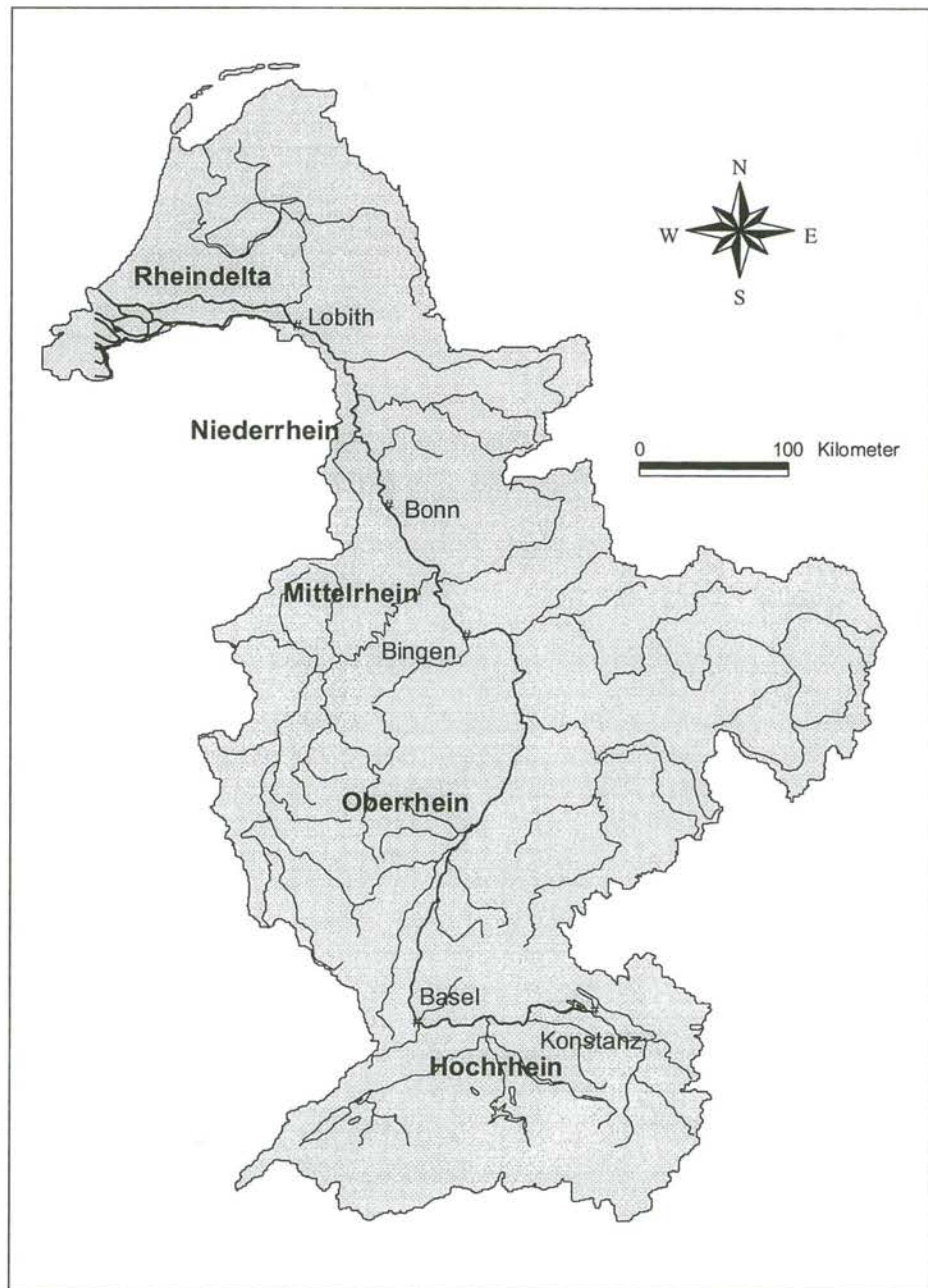 N
W E
S
Rheindelta
Lobith
Niederrhein
0 100 Kilometer
Bonn
Mittelrhein
Bingen
Oberrhein
Basel
Konstanz
Hochrhein